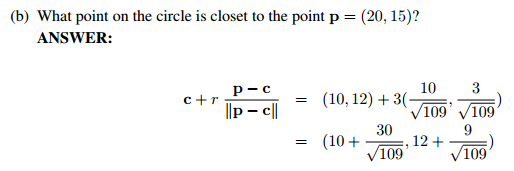 (b) What point on the circle is closet to the point p = (20, 15)?
ANSWER:
c + r (p − c)/‖p − c‖ = (10, 12) + 3(10/√109, 3/√109)
= (10 + 30/√109, 12 + 9/√109)